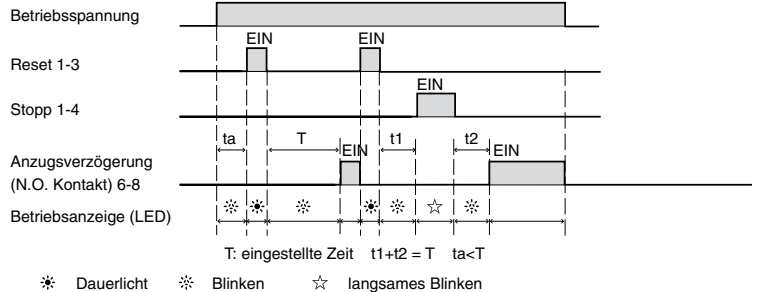 Betriebsspannung
EIN EIN
Reset 1-3
EIN
Stopp 1-4
ta T t1 t2
Anzugsverzögerung EIN EIN
(N.O. Kontakt) 6-8
Betriebsanzeige (LED)
T: eingestellte Zeit t1+t2 = T ta<T
Dauerlicht Blinken langsames Blinken